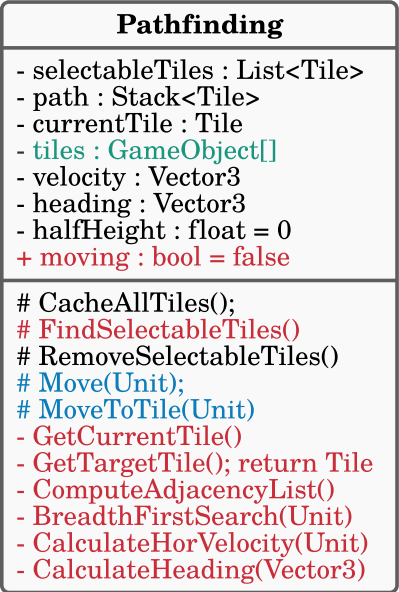 Pathfinding
- selectableTiles : List<Tile>
- path : Stack<Tile>
- currentTile : Tile
- tiles : GameObject[]
- velocity : Vector3
- heading : Vector3
- halfHeight : float = 0
+ moving : bool = false
# CacheAllTiles();
# FindSelectableTiles()
# RemoveSelectableTiles()
# Move(Unit);
# MoveToTile(Unit)
- GetCurrentTile()
- GetTargetTile(); return Tile
- ComputeAdjacencyList()
- BreadthFirstSearch(Unit)
- CalculateHorVelocity(Unit)
- CalculateHeading(Vector3)